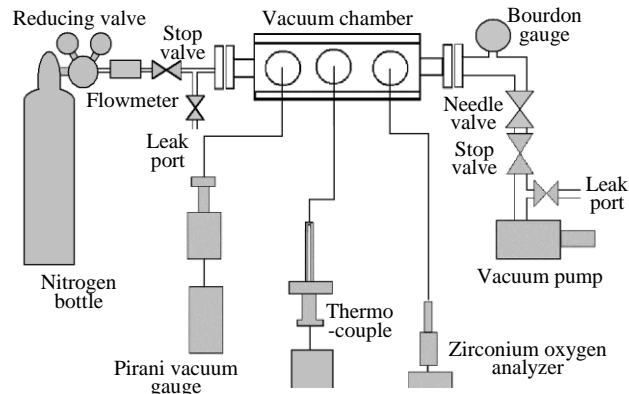 Reducing valve
Stop
valve
Vacuum chamber
Bourdon
gauge
Flowmeter
Leak
port
Needle
valve
Stop
valve
Leak
port
Nitrogen
bottle
Vacuum pump
Thermo
-couple
Pirani vacuum
gauge
Zirconium oxygen
analyzer